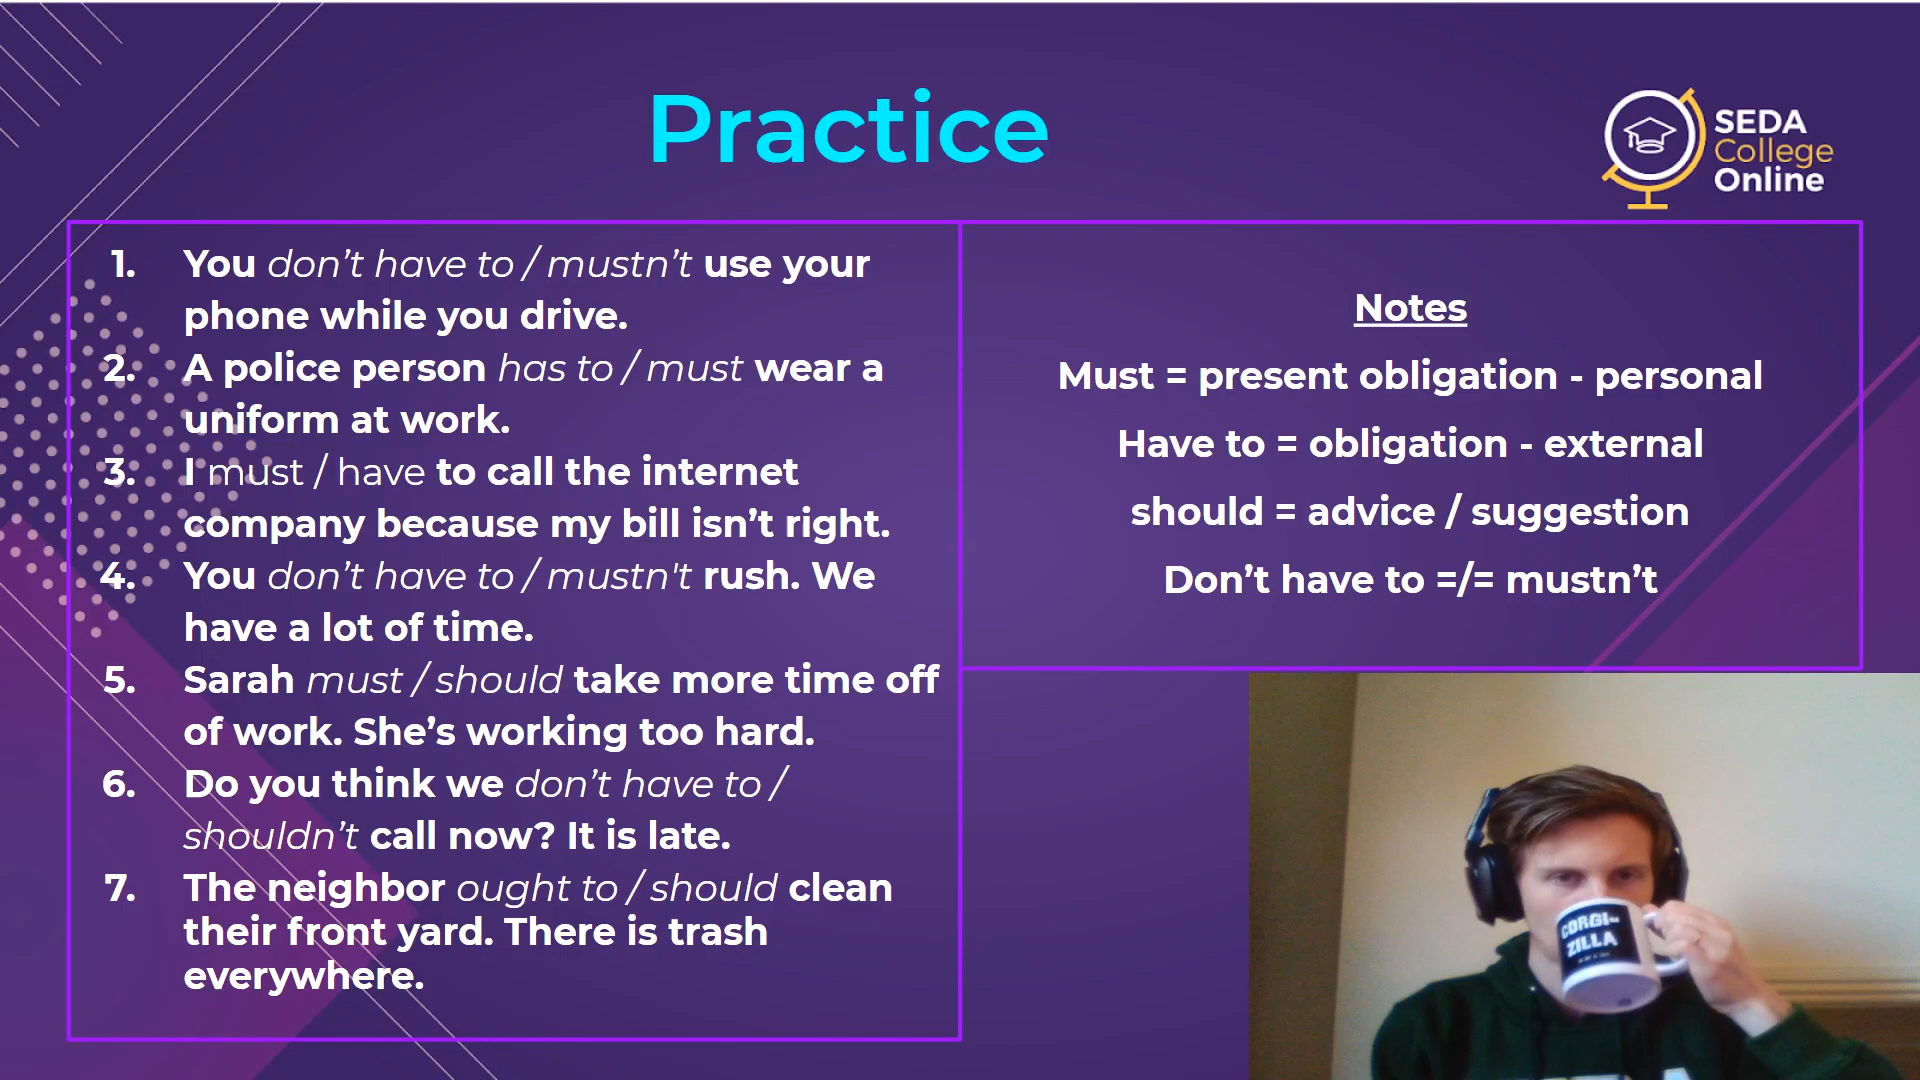 Practice
SEDA
College
Online
1. You don’t have to / mustn’t use your
phone while you drive.
2. A police person has to / must wear a
uniform at work.
3. I must / have to call the internet
company because my bill isn’t right.
4. You don’t have to / mustn't rush. We
have a lot of time.
5. Sarah must / should take more time off
of work. She’s working too hard.
6. Do you think we don’t have to /
shouldn’t call now? It is late.
7. The neighbor ought to / should clean
their front yard. There is trash
everywhere.
Notes
Must = present obligation - personal
Have to = obligation - external
should = advice / suggestion
Don’t have to =/= mustn’t
CORGI-
ZILLA